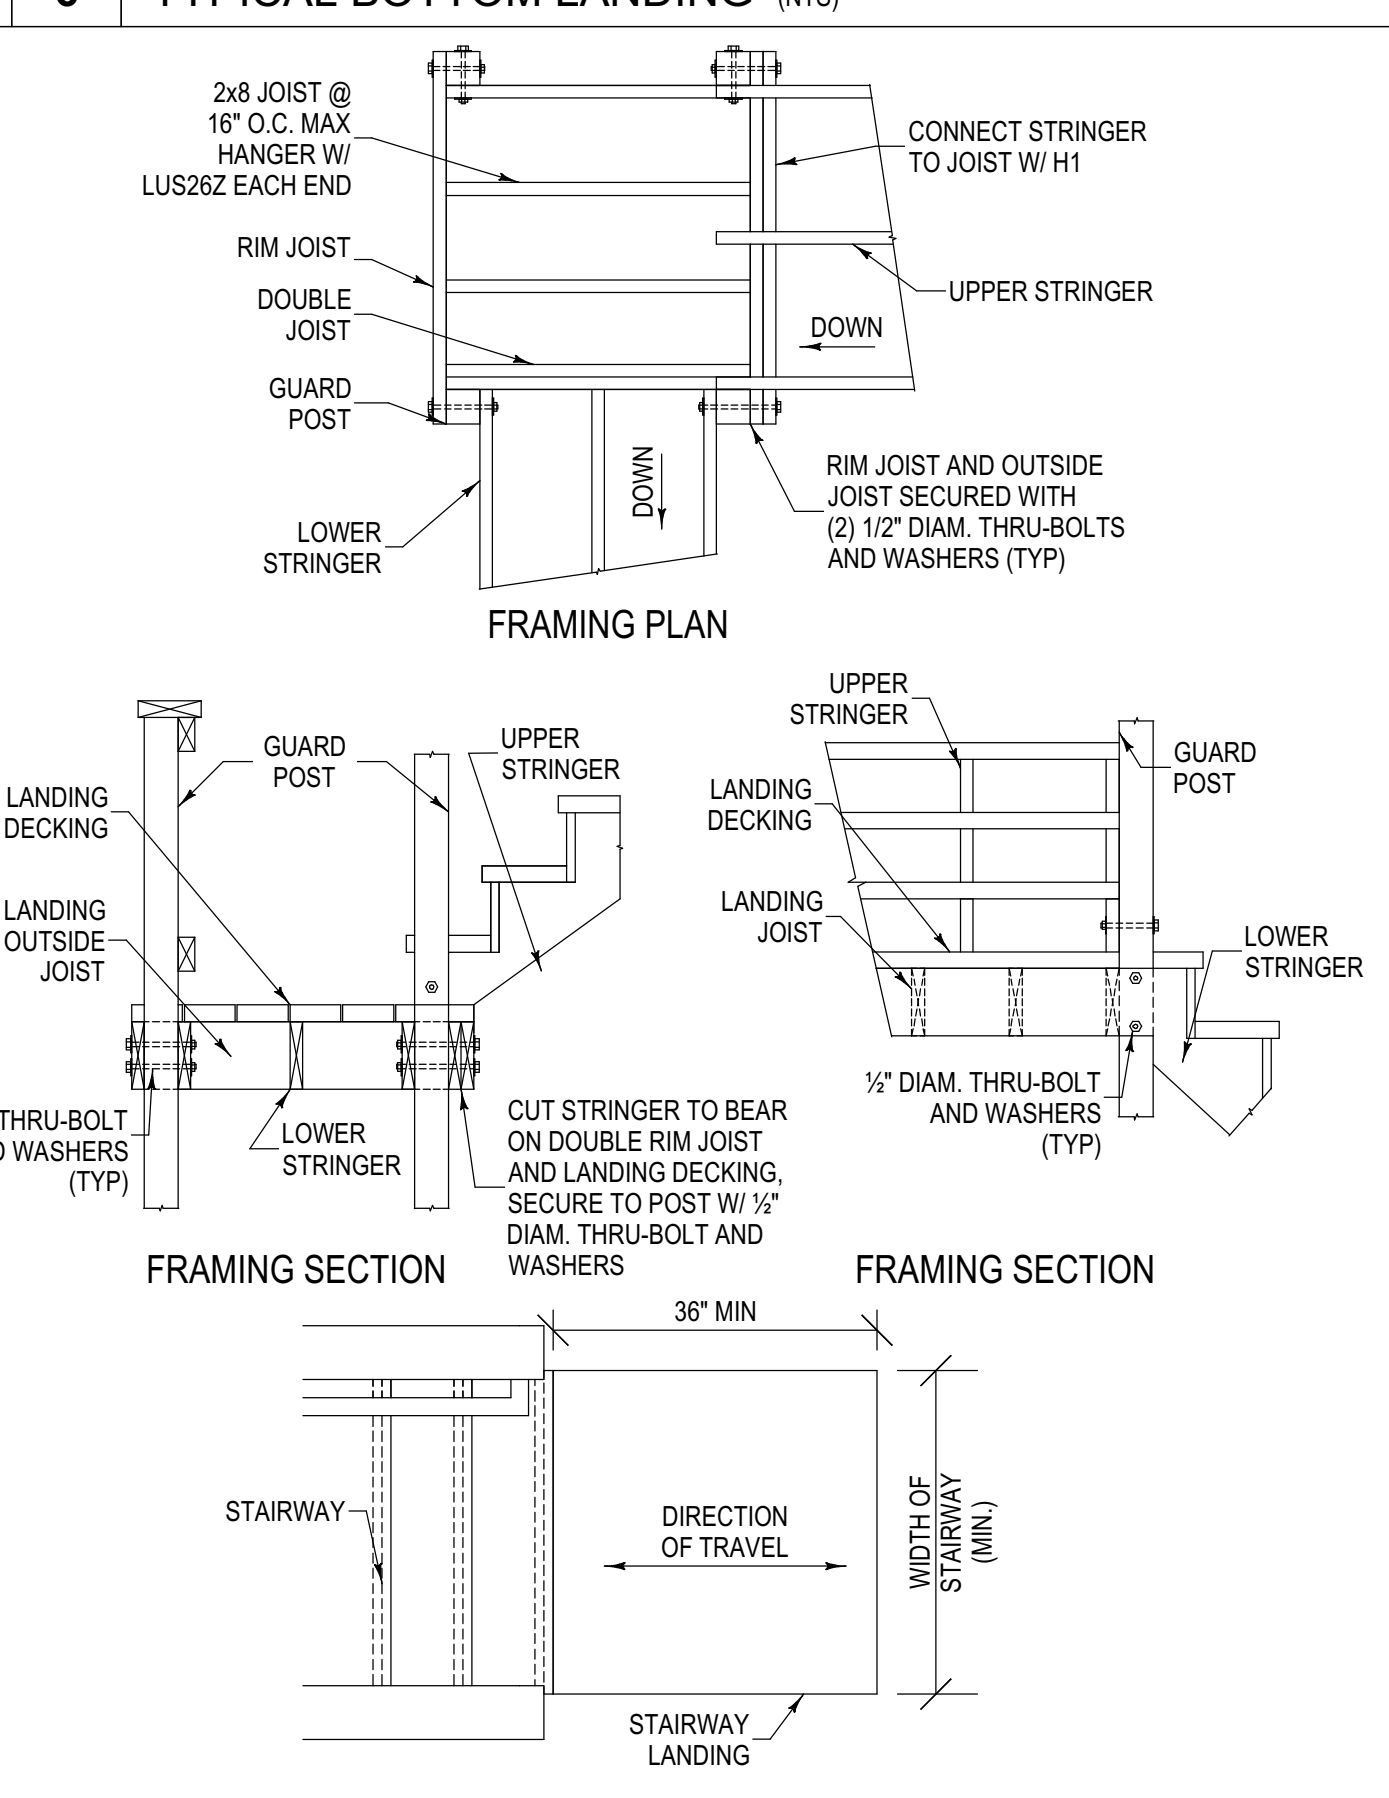 TYPICAL BOTTOM LANDING (NTS)
2x8 JOIST @
16" O.C. MAX
HANGER W/
LUS26Z EACH END
CONNECT STRINGER
TO JOIST W/ H1
RIM JOIST
UPPER STRINGER
DOUBLE
JOIST
DOWN
GUARD
POST
DOWN
RIM JOIST AND OUTSIDE
JOIST SECURED WITH
(2) 1/2" DIAM. THRU-BOLTS
AND WASHERS (TYP)
LOWER
STRINGER
FRAMING PLAN
GUARD
POST
UPPER
STRINGER
LANDING
DECKING
LANDING
OUTSIDE
JOIST
THRU-BOLT
WASHERS
(TYP)
LOWER
STRINGER
CUT STRINGER TO BEAR
ON DOUBLE RIM JOIST
AND LANDING DECKING,
SECURE TO POST W/ ½"
DIAM. THRU-BOLT AND
WASHERS
FRAMING SECTION
UPPER
STRINGER
GUARD
POST
LANDING
DECKING
LANDING
JOIST
LOWER
STRINGER
½" DIAM. THRU-BOLT
AND WASHERS
(TYP)
FRAMING SECTION
36" MIN
STAIRWAY
DIRECTION
OF TRAVEL
WIDTH OF
STAIRWAY
(MIN.)
STAIRWAY
LANDING